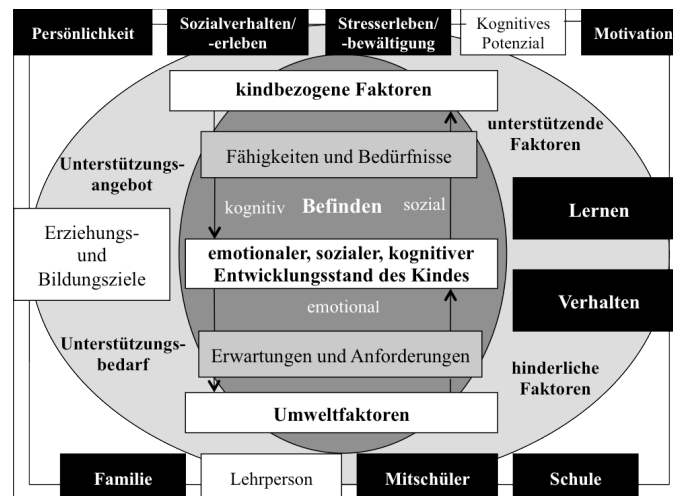 Persönlichkeit
Sozialverhalten/
-erleben
Stresserleben/
-bewältigung
Kognitives
Potenzial
Motivation
kindbezogene Faktoren
unterstützende
Faktoren
Fähigkeiten und Bedürfnisse
Unterstützungs-
angebot
kognitiv Befinden sozial
Lernen
Erziehungs-
und
Bildungsziele
emotionaler, sozialer, kognitiver
Entwicklungsstand des Kindes
Verhalten
emotional
Unterstützungs-
bedarf
Erwartungen und Anforderungen
hinderliche
Faktoren
Umweltfaktoren
Familie
Lehrperson
Mitschüler
Schule